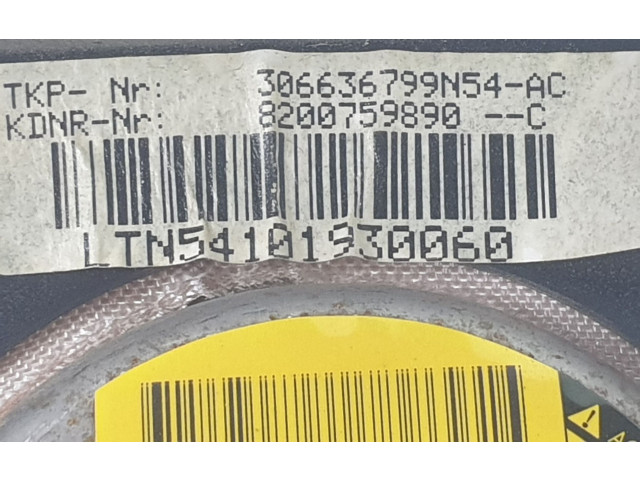 TKP- Nr: 306636799N54-AC
KDNR-Nr: 8200759890 --C
LTN54101930060